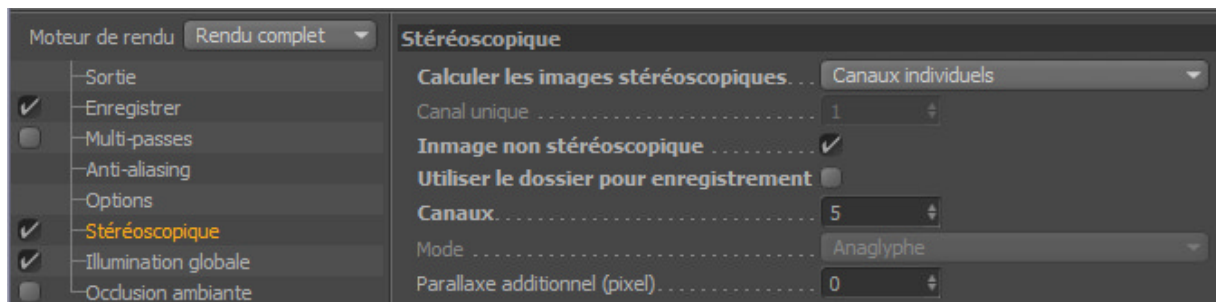 Moteur de rendu Rendu complet
Sortie
Enregistrer
Multi-passes
Anti-aliasing
Options
Stéréoscopique
Illumination globale
Occlusion ambiante
Stéréoscopique
Calculer les images stéréoscopiques... Canaux individuels
Canal unique .......................... 1
Inmage non stéréoscopique ..........
Utiliser le dossier pour enregistrement
Canaux............................. 5
Mode ................................ Anaglyphe
Parallaxe additionnel (pixel)............... 0